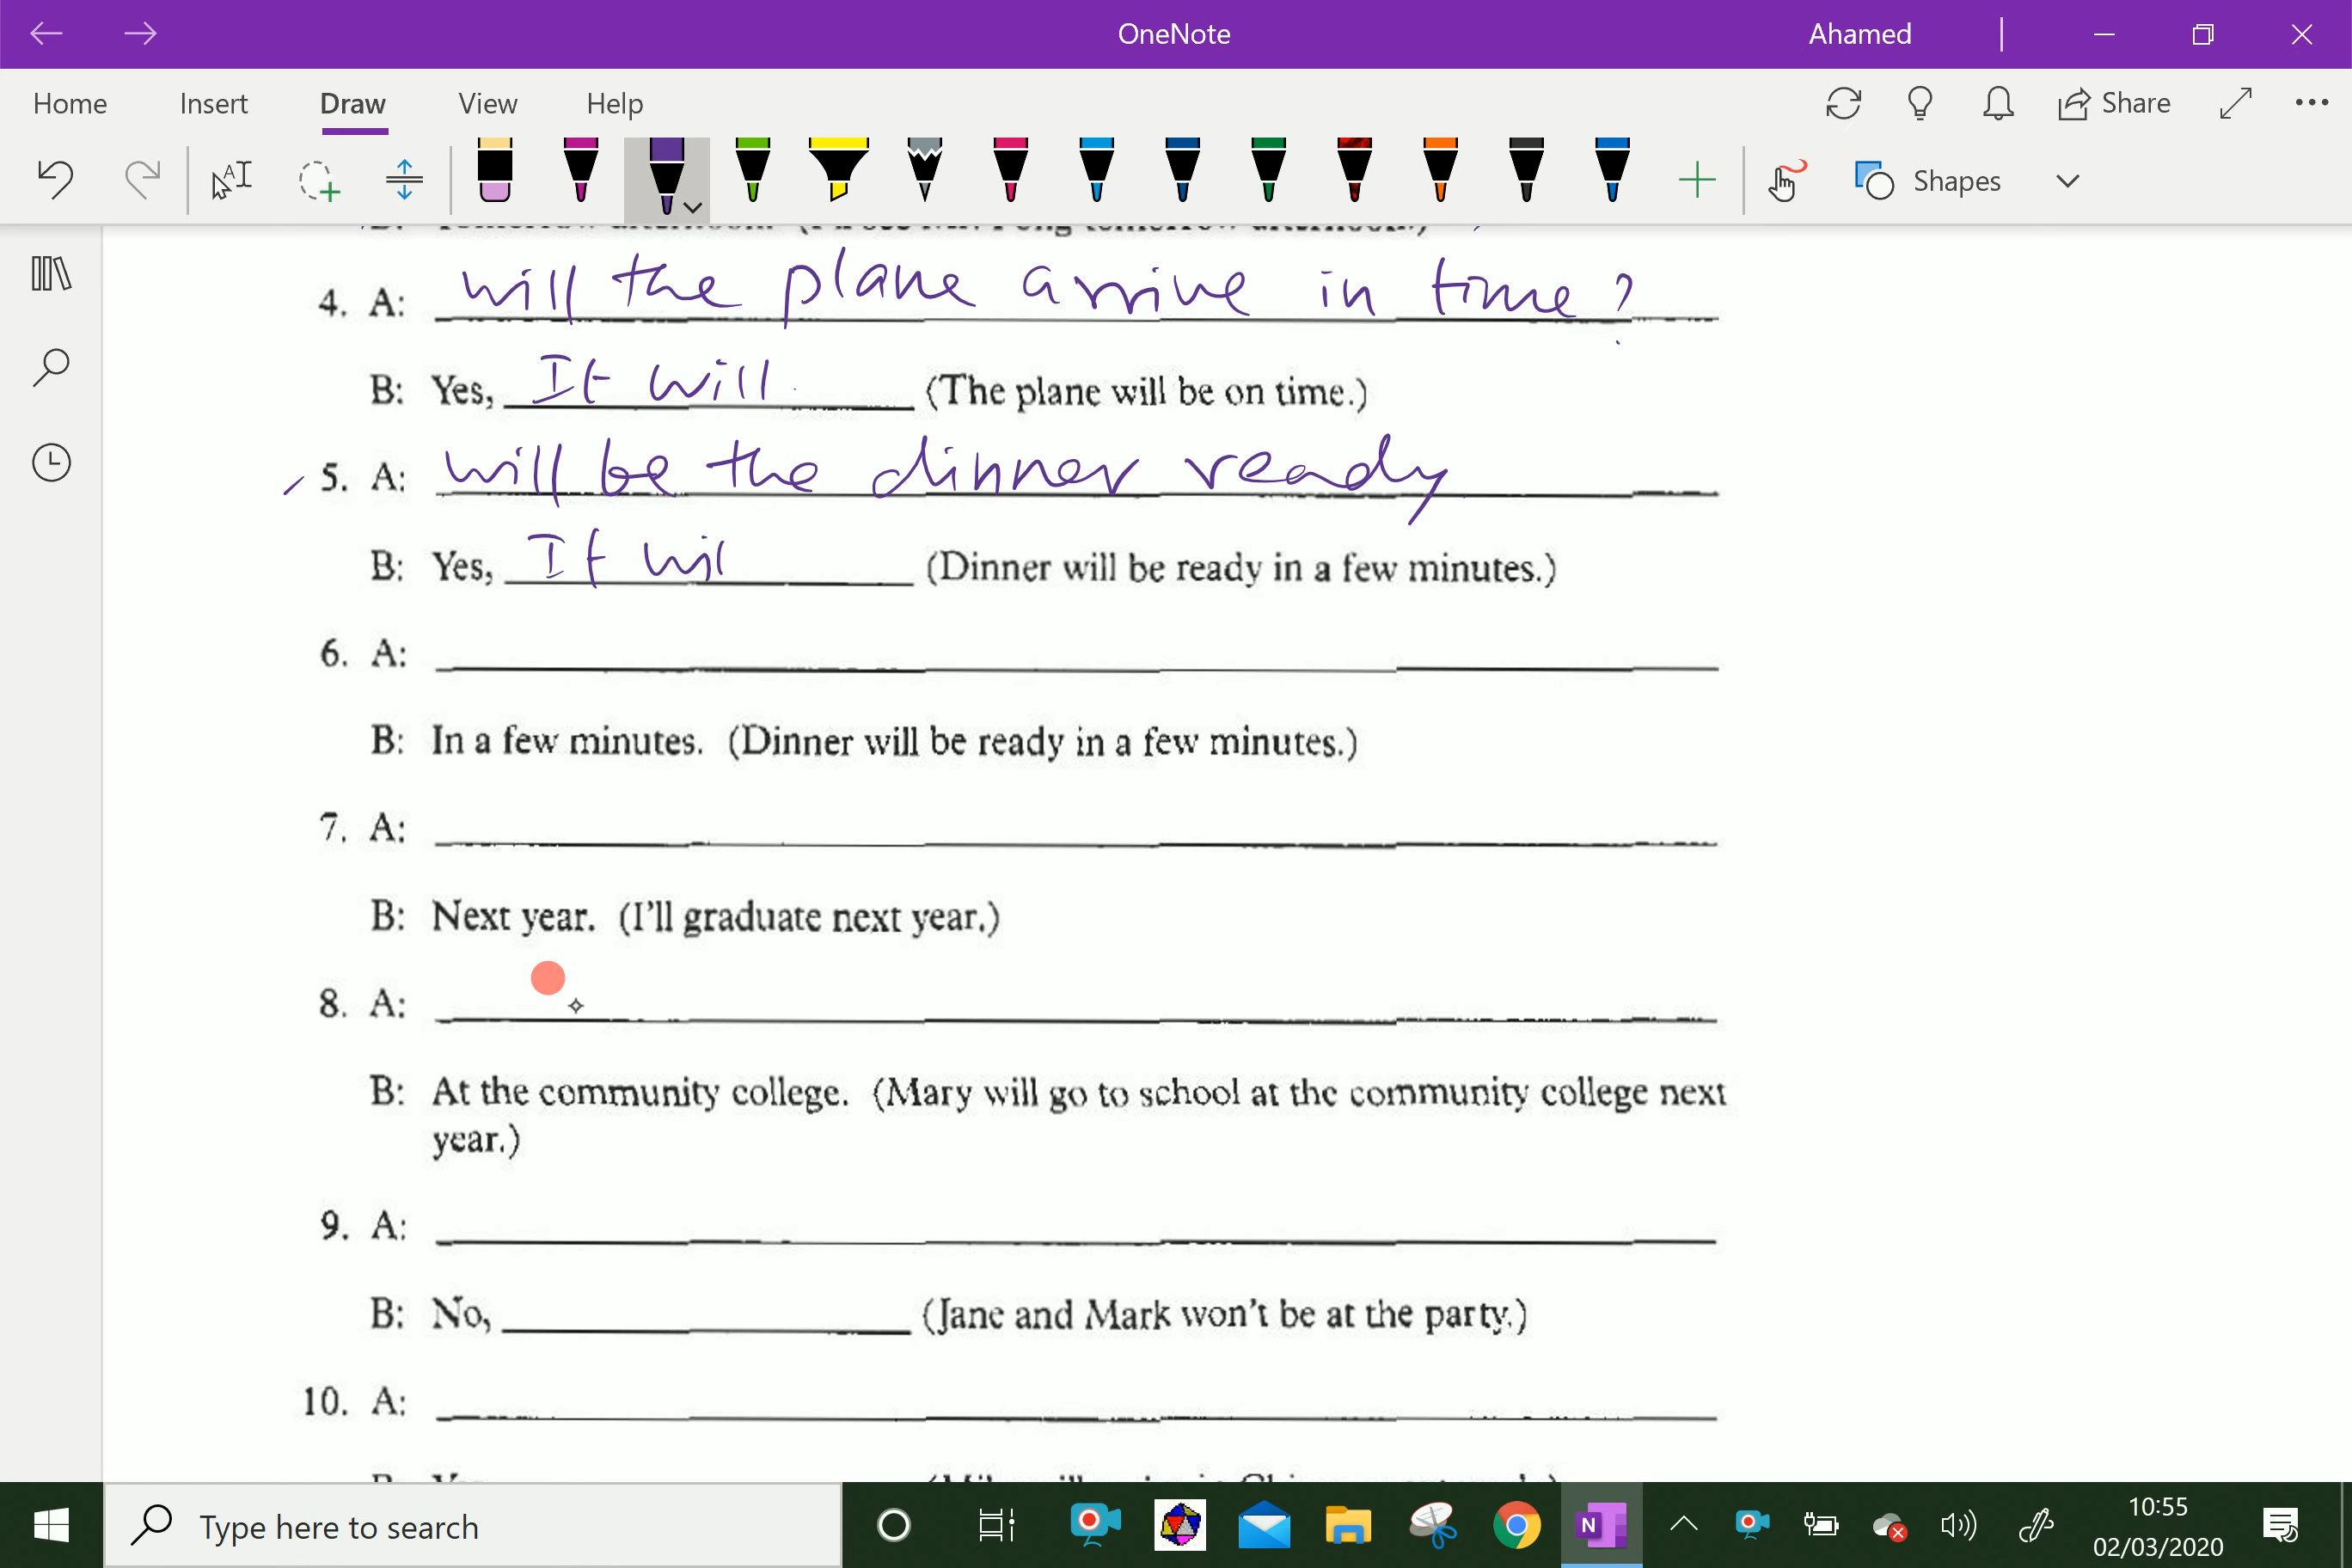 OneNote
Ahamed
Home Insert Draw View Help
Share
Shapes
4. A: will the plane arrive in time?
B: Yes, It will. (The plane will be on time.)
5. A: will be the dinner ready
B: Yes, It wil (Dinner will be ready in a few minutes.)
6. A:
B: In a few minutes. (Dinner will be ready in a few minutes.)
7. A:
B: Next year. (I'll graduate next year.)
8. A:
B: At the community college. (Mary will go to school at the community college next
year.)
9. A:
B: No, (Jane and Mark won't be at the party.)
10. A:
Type here to search
N
10:55
02/03/2020